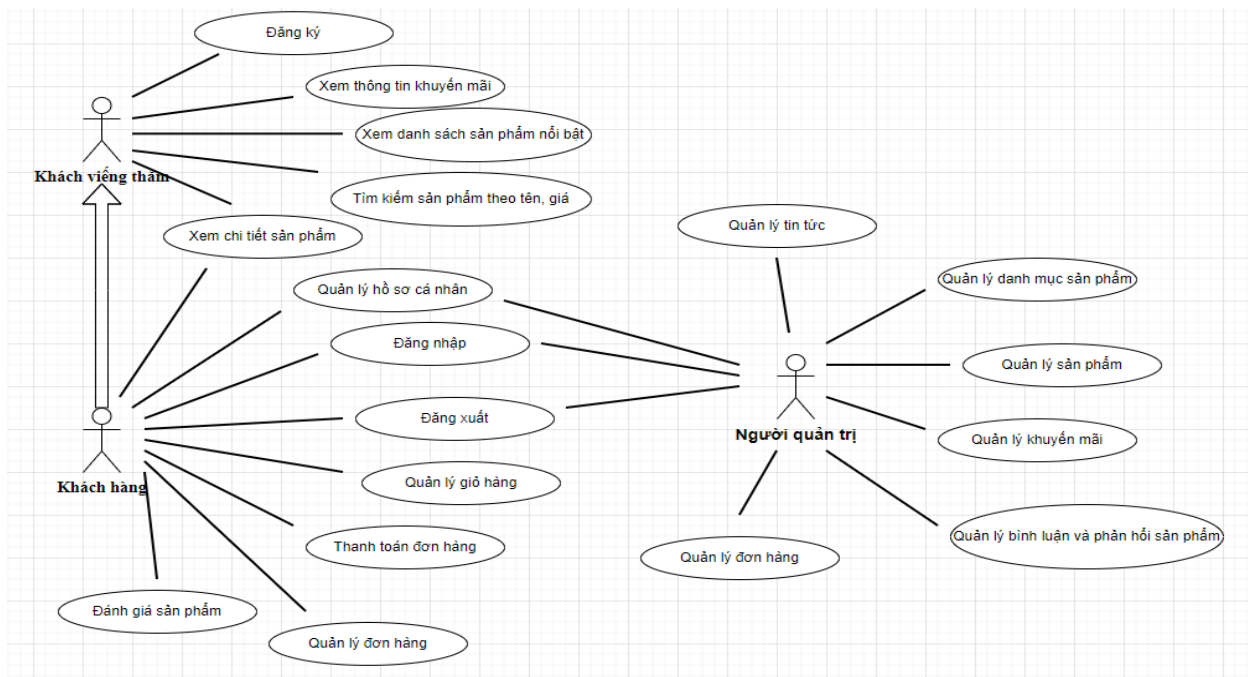 Đăng ký
Xem thông tin khuyến mãi
Xem danh sách sản phẩm nổi bật
Khách viếng thăm
Tìm kiếm sản phẩm theo tên, giá
Xem chi tiết sản phẩm
Quản lý tin tức
Quản lý hồ sơ cá nhân
Quản lý danh mục sản phẩm
Đăng nhập
Quản lý sản phẩm
Đăng xuất
Người quản trị
Quản lý khuyến mãi
Khách hàng
Quản lý giỏ hàng
Thanh toán đơn hàng
Quản lý đơn hàng
Quản lý bình luận và phản hồi sản phẩm
Đánh giá sản phẩm
Quản lý đơn hàng